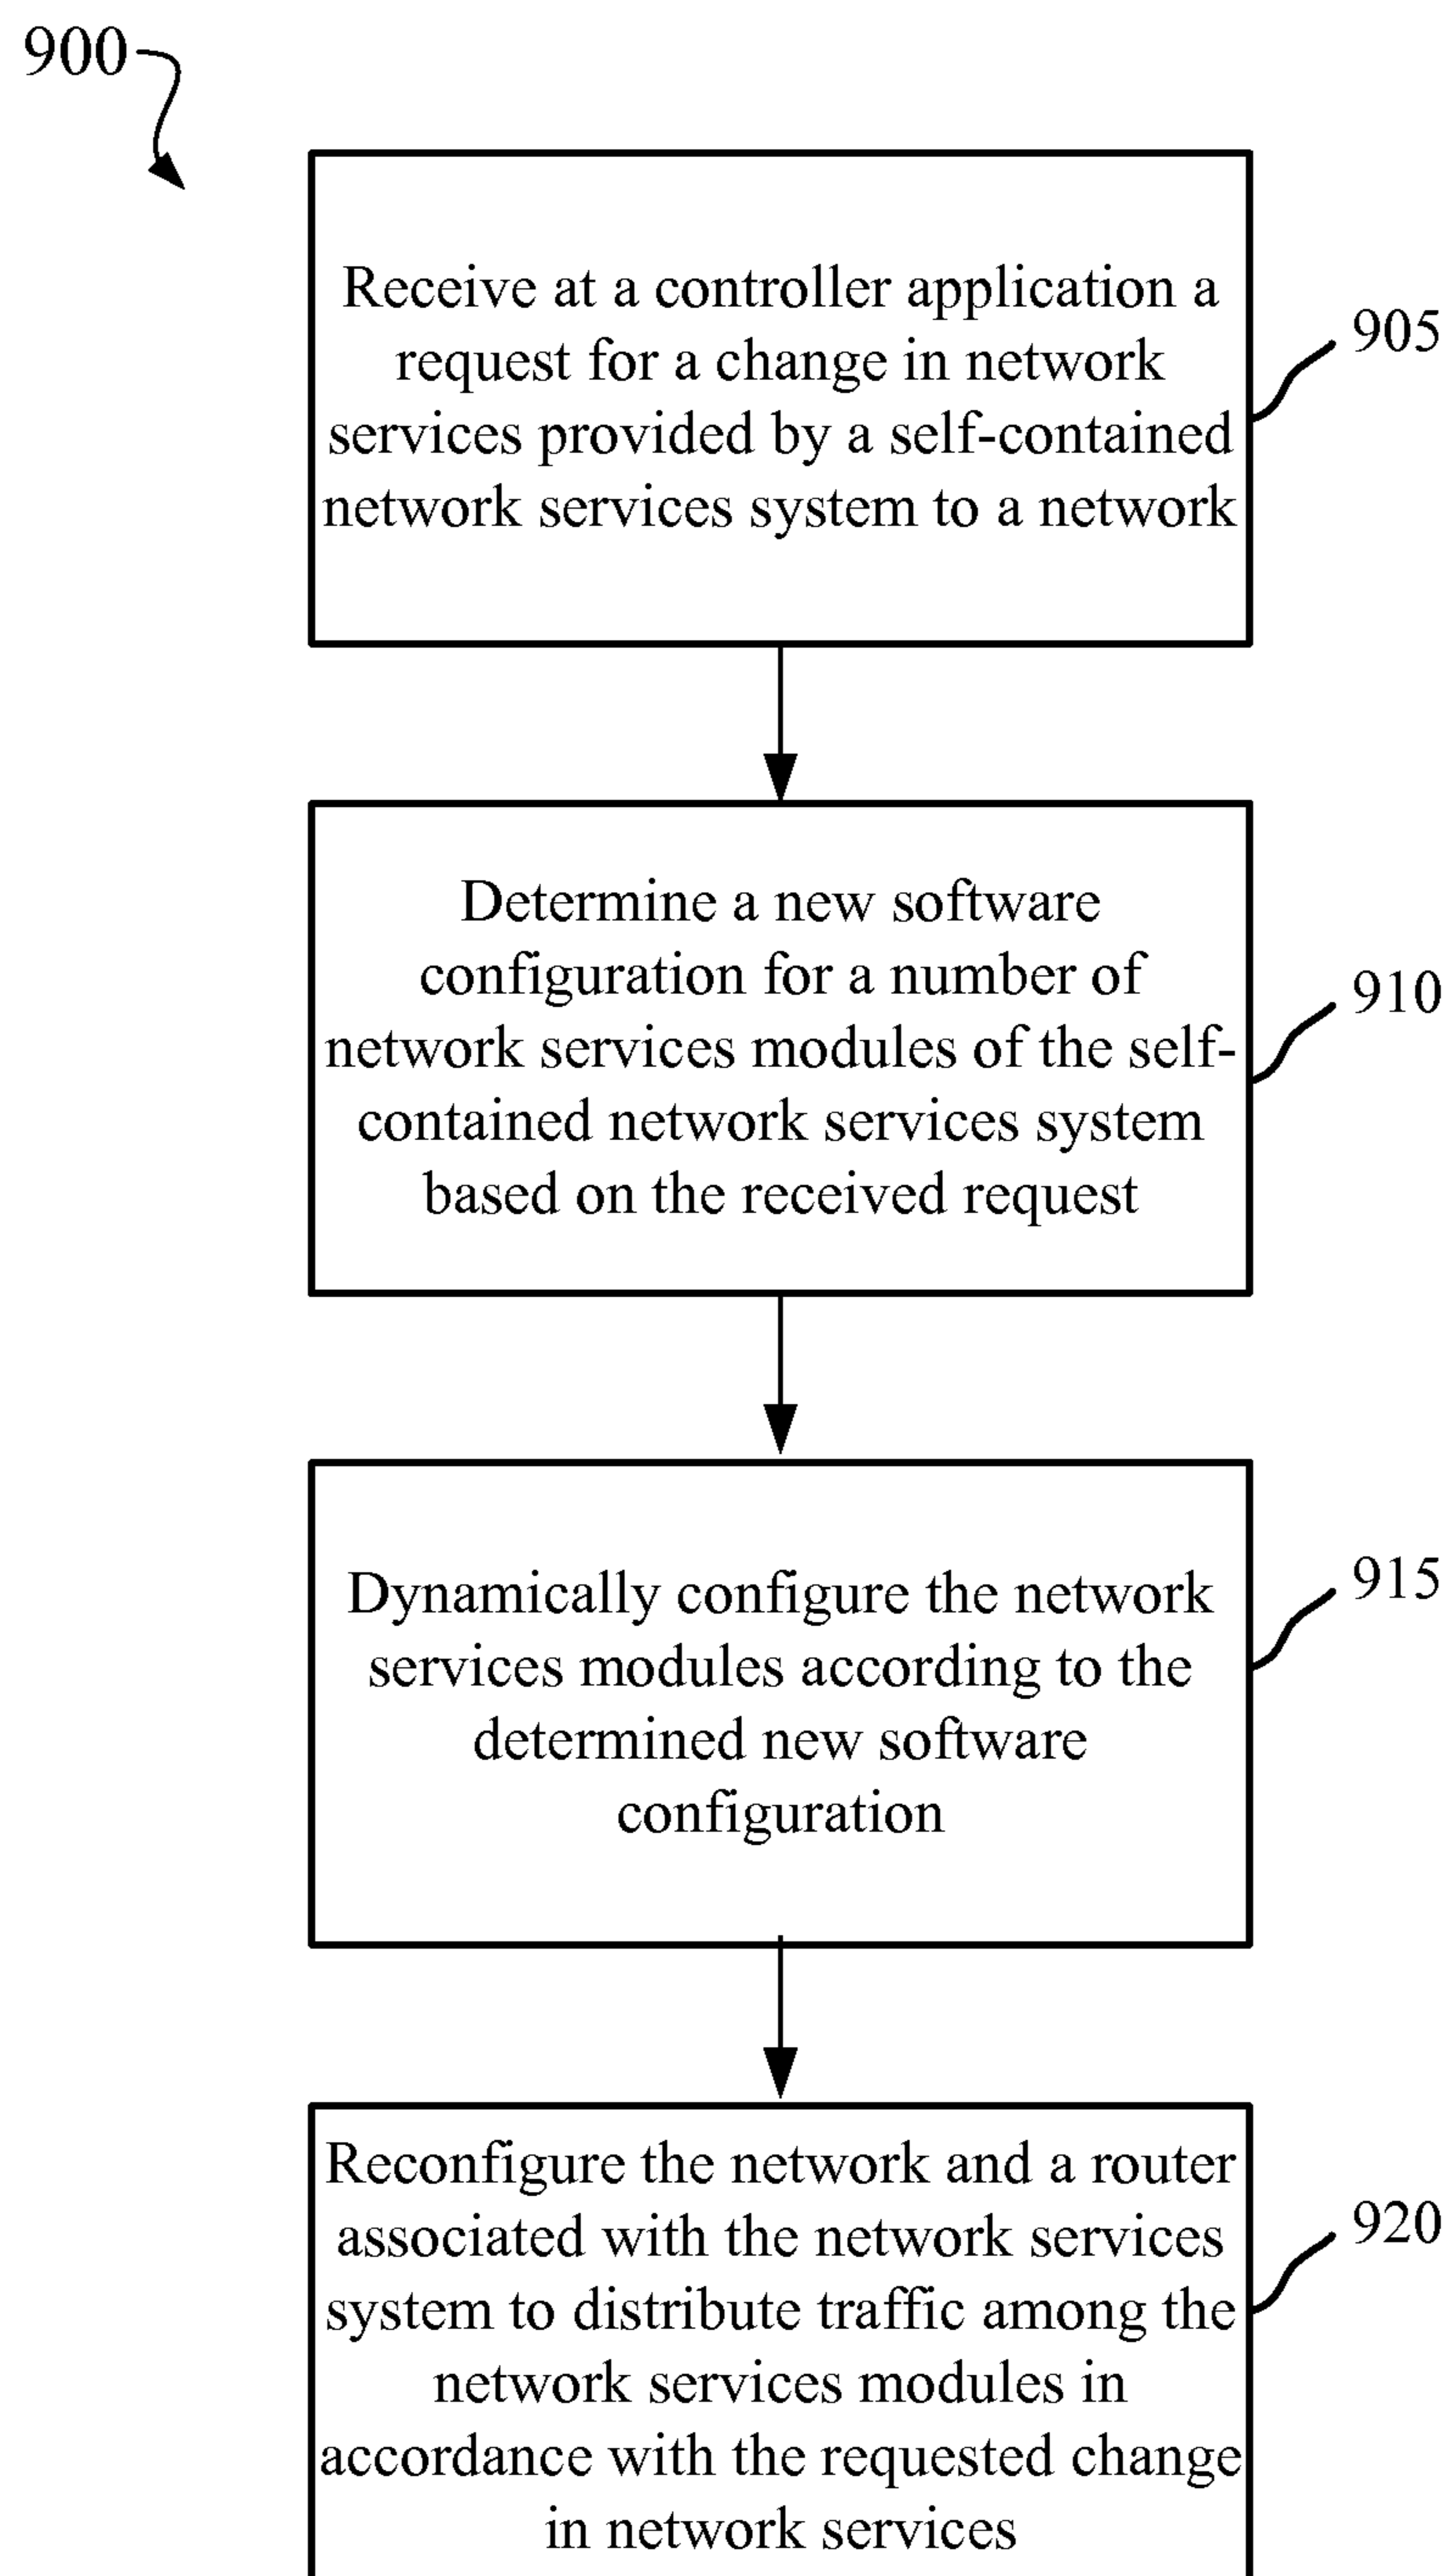 900
Receive at a controller application a
request for a change in network
services provided by a self-contained
network services system to a network
905
Determine a new software
configuration for a number of
network services modules of the self-
contained network services system
based on the received request
910
Dynamically configure the network
services modules according to the
determined new software
configuration
915
Reconfigure the network and a router
associated with the network services
system to distribute traffic among the
network services modules in
accordance with the requested change
in network services
920